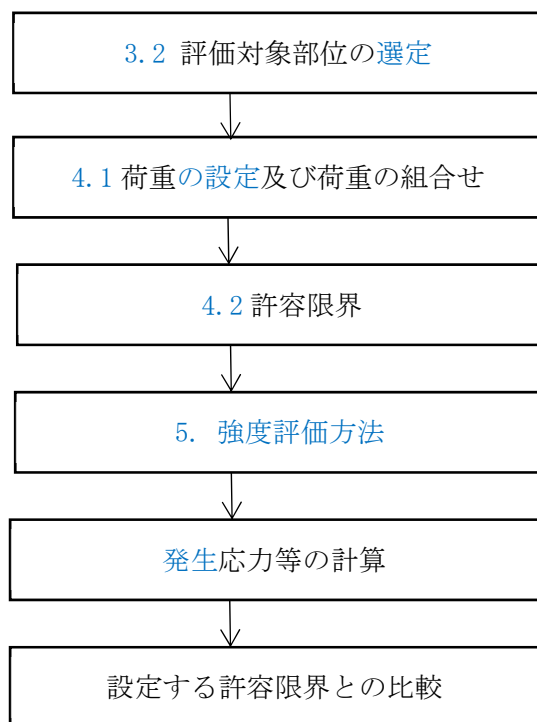 3.2 評価対象部位の選定
4.1 荷重の設定及び荷重の組合せ
4.2 許容限界
5. 強度評価方法
発生応力等の計算
設定する許容限界との比較